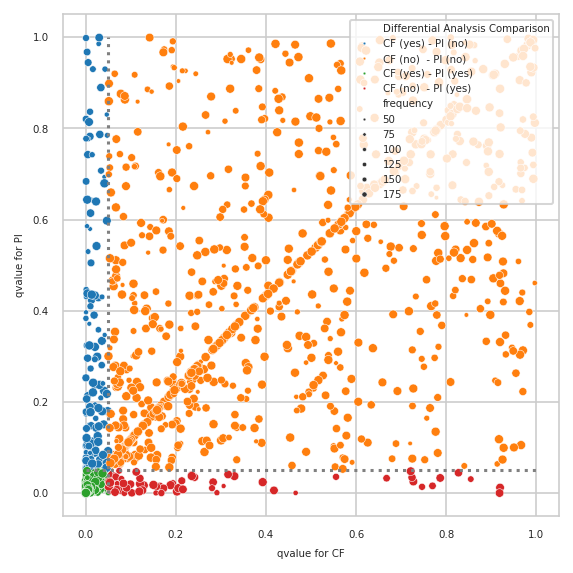 Differential Analysis Comparison
CF (yes) - PI (no)
CF (no)  - PI (no)
CF (yes) - PI (yes)
CF (no)  - PI (yes)
frequency
50
75
100
125
150
175
1.0
0.8
0.6
0.4
0.2
0.0
qvalue for PI
0.0 0.2 0.4 0.6 0.8 1.0
qvalue for CF